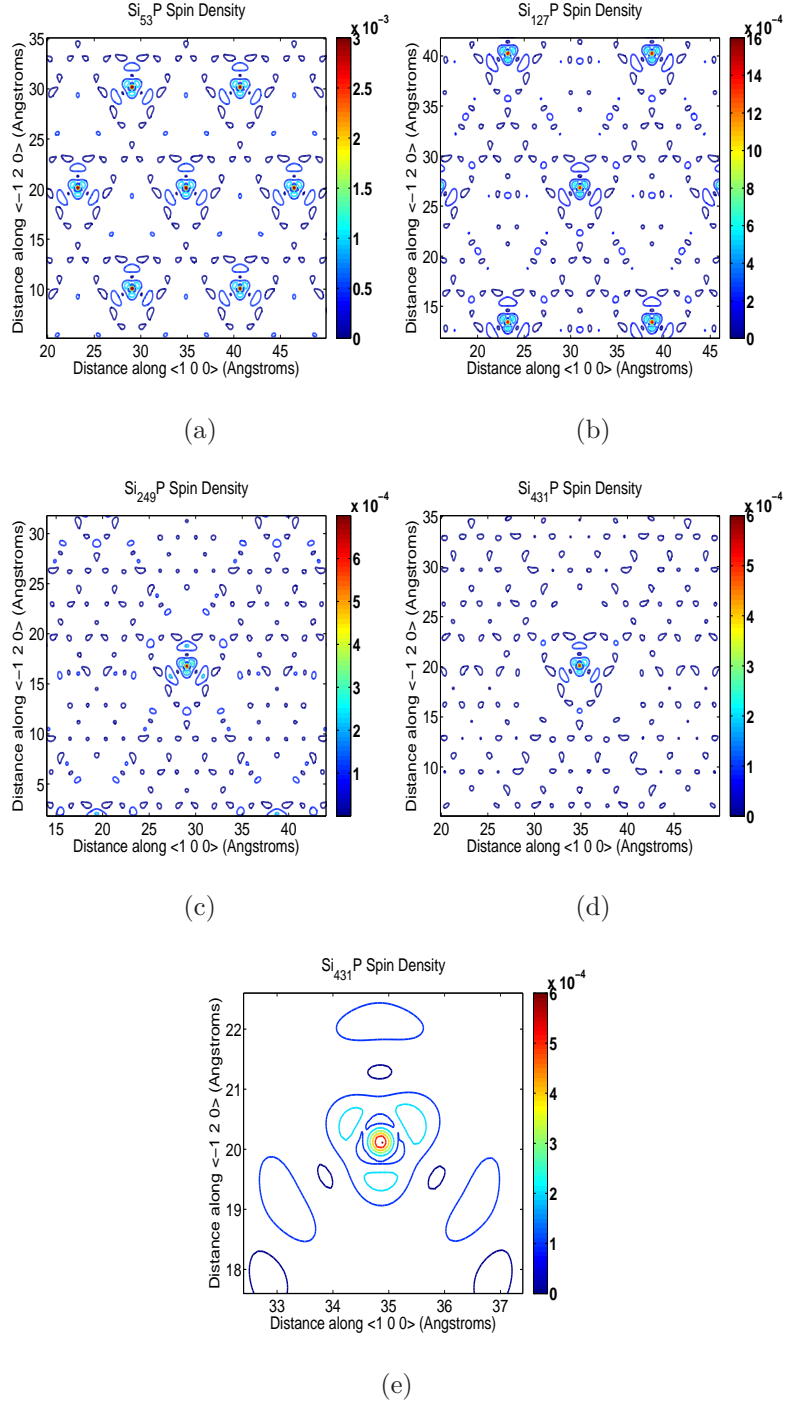 Si53P Spin Density
x 10−3
Distance along <−1 2 0> (Angstroms)
35
30
25
20
15
10
20 25 30 35 40 45
Distance along <1 0 0> (Angstroms)
3
2.5
2
1.5
1
0.5
0
(a)
Si127P Spin Density
x 10−4
Distance along <−1 2 0> (Angstroms)
40
35
30
25
20
15
20 25 30 35 40 45
Distance along <1 0 0> (Angstroms)
16
14
12
10
8
6
4
2
0
(b)
Si249P Spin Density
x 10−4
Distance along <−1 2 0> (Angstroms)
30
25
20
15
10
5
15 20 25 30 35 40
Distance along <1 0 0> (Angstroms)
6
5
4
3
2
1
(c)
Si431P Spin Density
x 10−4
Distance along <−1 2 0> (Angstroms)
35
30
25
20
15
10
20 25 30 35 40 45
Distance along <1 0 0> (Angstroms)
6
5
4
3
2
1
0
(d)
Si431P Spin Density
x 10−4
Distance along <−1 2 0> (Angstroms)
22
21
20
19
18
33 34 35 36 37
Distance along <1 0 0> (Angstroms)
6
5
4
3
2
1
0
(e)